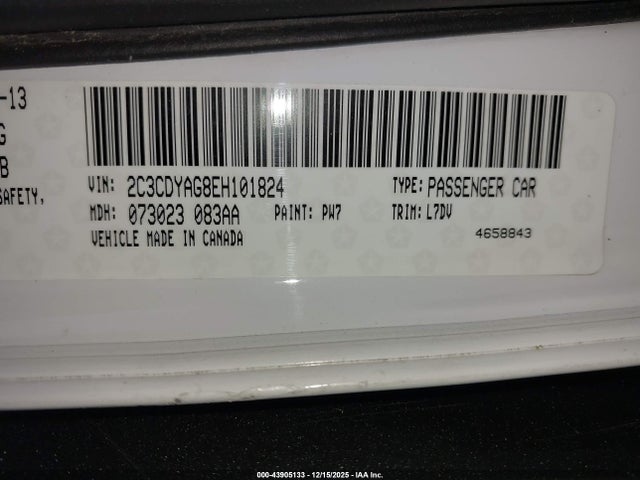 -13
G
B
SAFETY,
VIN: 2C3CDYAG8EH101824 TYPE: PASSENGER CAR
MDH: 073023 083AA PAINT: PW7 TRIM: L7DV
VEHICLE MADE IN CANADA 4658843
000-43905133 - 12/15/2025 - IAA Inc.